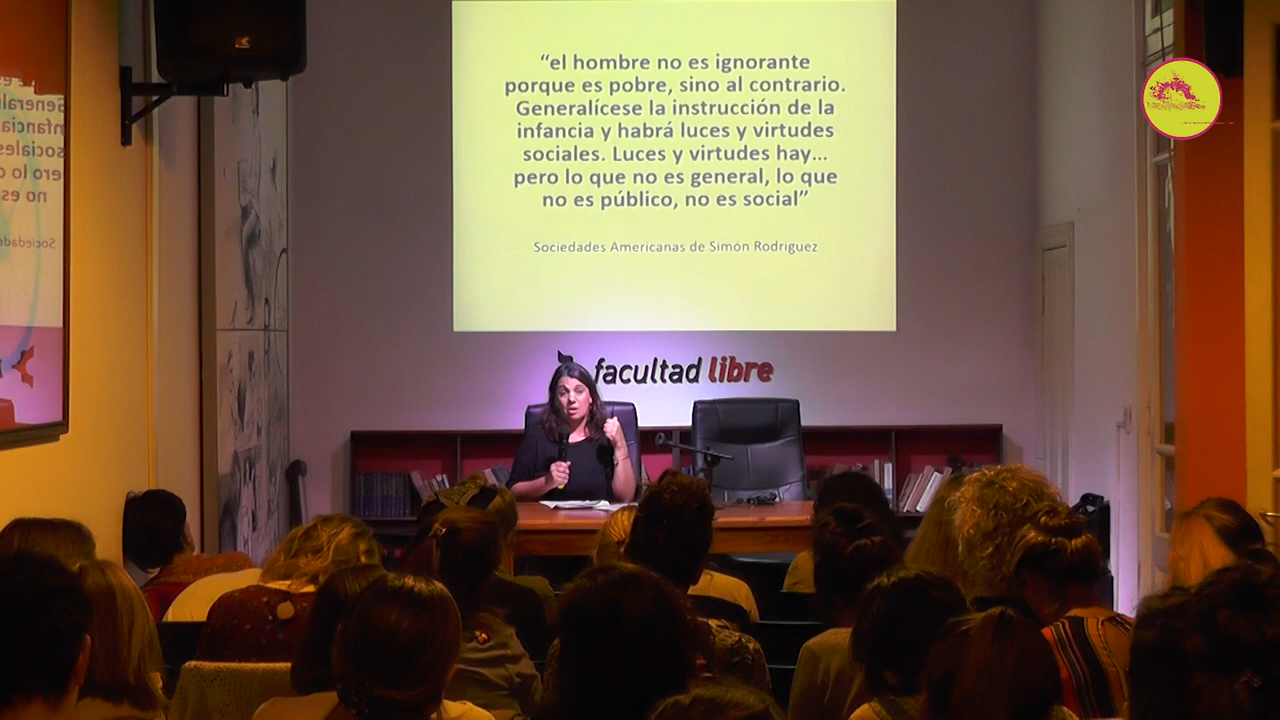 “el hombre no es ignorante
porque es pobre, sino al contrario.
Generalícese la instrucción de la
infancia y habrá luces y virtudes
sociales. Luces y virtudes hay...
pero lo que no es general, lo que
no es público, no es social”
Sociedades Americanas de Simón Rodriguez
facultad libre